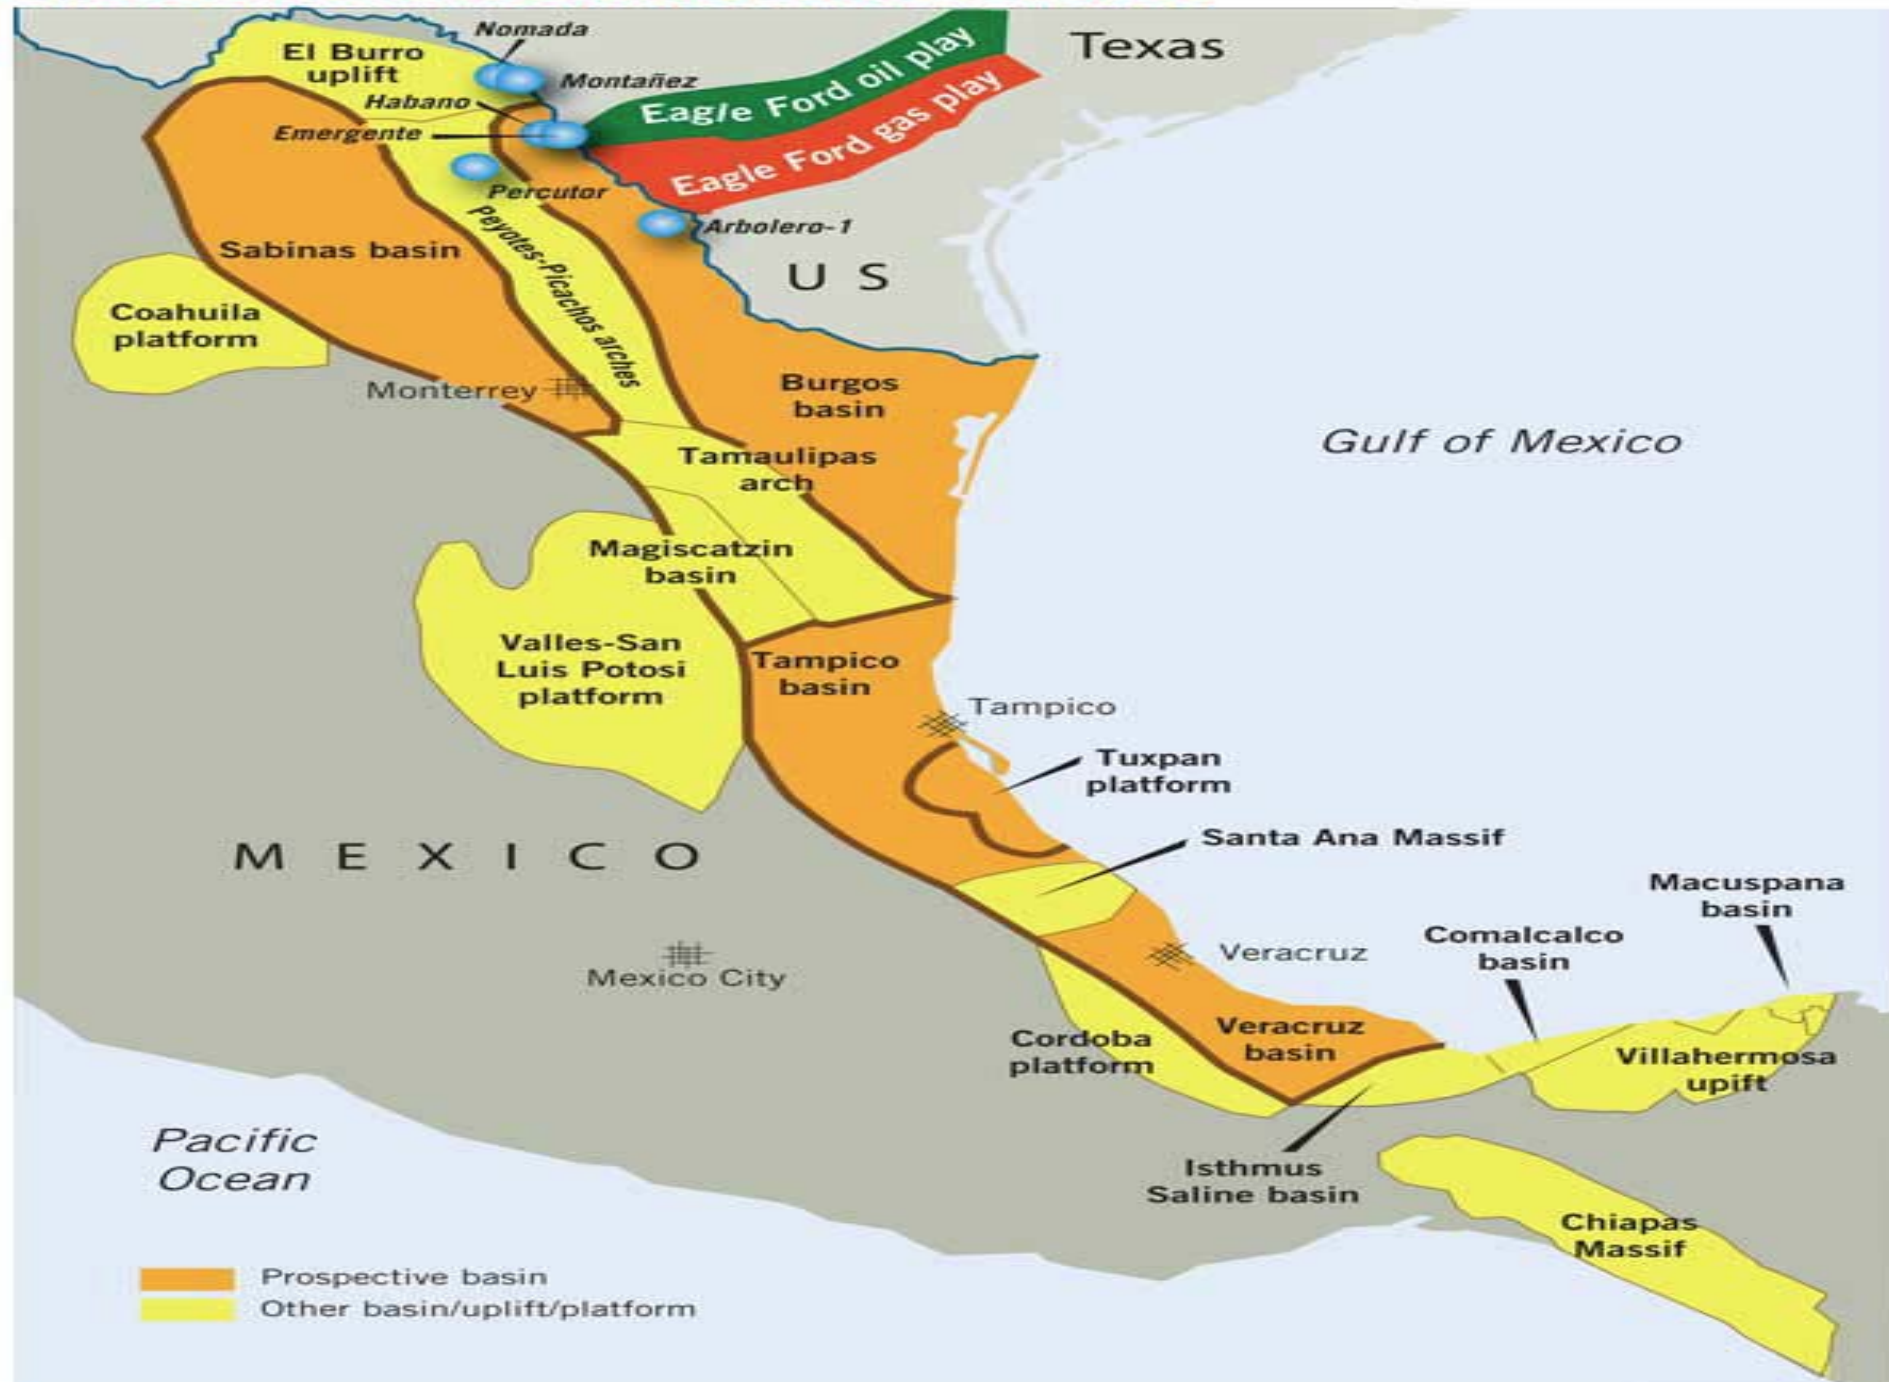 Nomada
El Burro
uplift
Texas
Montañez
Habano
Eagle Ford oil play
Emergente
Eagle Ford gas play
Percutor
Peyotes-Picachos arches
Arbolero-1
Sabinas basin
U S
Coahuila
platform
Monterrey
Burgos
basin
Gulf of Mexico
Tamaulipas
arch
Magiscatzin
basin
Valles-San
Luis Potosi
platform
Tampico
basin
Tampico
Tuxpan
platform
Santa Ana Massif
MEXICO
Macuspana
basin
Comalcalco
basin
Veracruz
Mexico City
Cordoba
platform
Veracruz
basin
Villahermosa
upift
Pacific
Ocean
Isthmus
Saline basin
Chiapas
Massif
Prospective basin
Other basin/uplift/platform